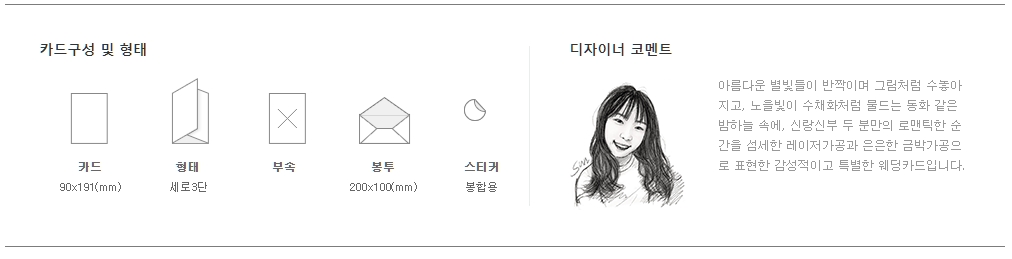 카드구성 및 형태
카드 형태 부속 봉투 스티커
90x191(mm) 세로3단 200x100(mm) 봉합용
디자이너 코멘트
아름다운 별빛들이 반짝이며 그림처럼 수놓아
지고, 노을빛이 수채화처럼 물드는 동화 같은
밤하늘 속에, 신랑신부 두 분만의 로맨틱한 순
간을 섬세한 레이저가공과 은은한 금박가공으
로 표현한 감성적이고 특별한 웨딩카드입니다.